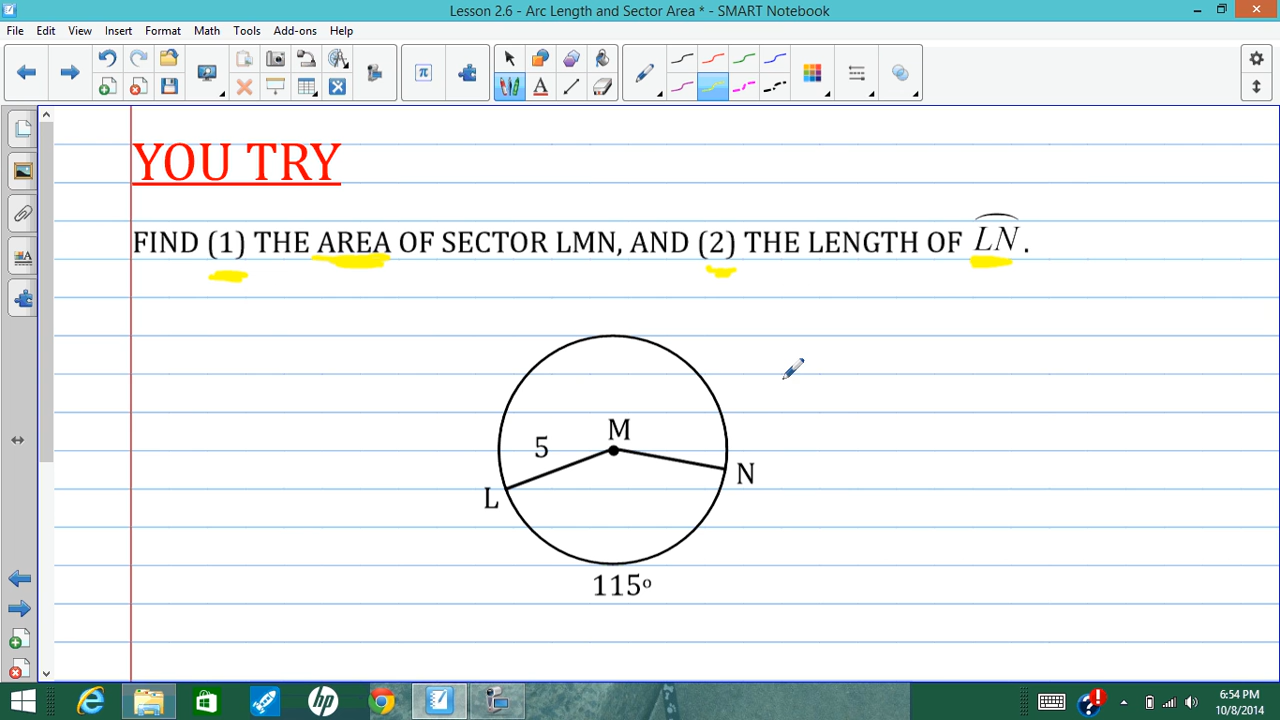 Lesson 2.6 - Arc Length and Sector Area * - SMART Notebook
File Edit View Insert Format Math Tools Add-ons Help
π
A
YOU TRY
FIND (1) THE AREA OF SECTOR LMN, AND (2) THE LENGTH OF LN.
M
5
N
L
115º
hp
6:54 PM
10/8/2014